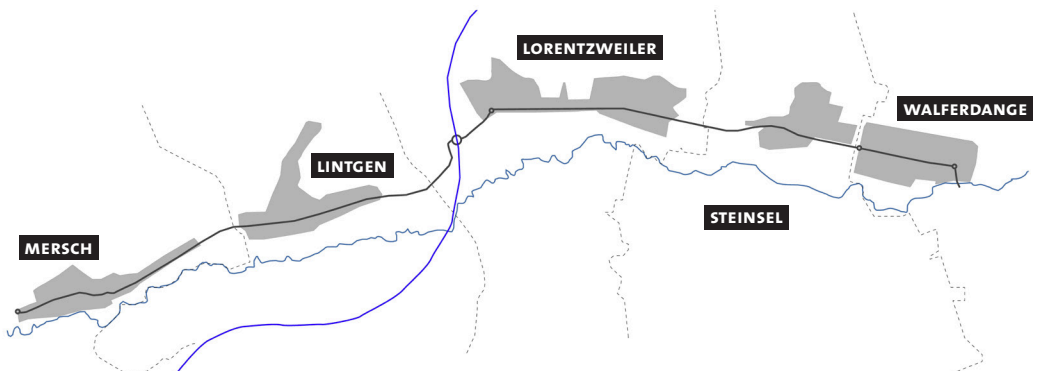 LORENTZWEILER
WALFERDANGE
LINTGEN
STEINSEL
MERSCH